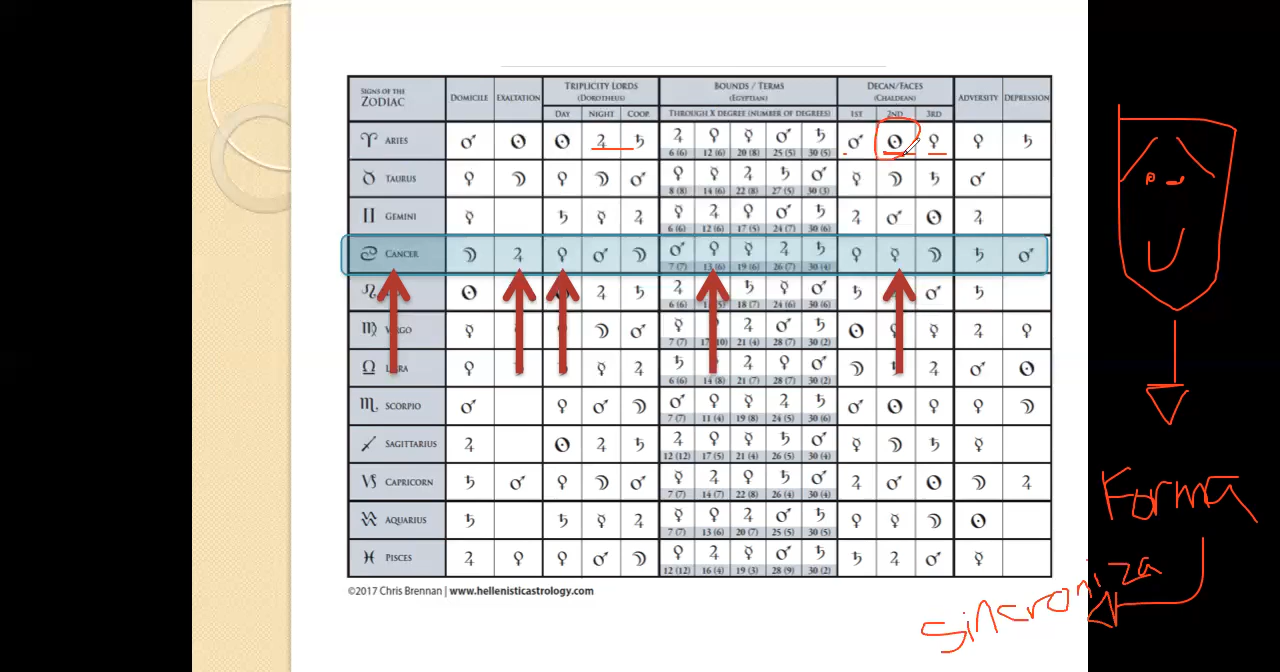 SIGNS OF THE ZODIAC DOMICILE EXALTATION TRIPLICITY LORDS (DOROTHEUS) BOUNDS / TERMS (EGYPTIAN) DECAN/FACES (CHALDEAN) ADVERSITY DEPRESSION
DAY NIGHT COOP. THROUGH X DEGREE (NUMBER OF DEGREES) 1ST 2ND 3RD
♈ ARIES ♂ ☉ ☉ ♃ ♄ ♃ ♀ ☿ ♂ ♄ ♂ ☉ ♀ ♀ ♄
6 (6) 12 (6) 20 (8) 25 (5) 30 (5)
♉ TAURUS ♀ ☽ ♀ ☽ ♂ ♀ ☿ ♃ ♄ ♂ ☿ ☽ ♄ ♂
8 (8) 14 (6) 22 (8) 27 (5) 30 (3)
♊ GEMINI ☿ ♄ ☿ ♃ ☿ ♃ ♀ ♂ ♄ ♃ ♂ ☉ ♃
6 (6) 12 (6) 17 (5) 24 (7) 30 (6)
♋ CANCER ☽ ♃ ♀ ♂ ☽ ♂ ♀ ☿ ♃ ♄ ♀ ☿ ☽ ♄ ♂
7 (7) 13 (6) 19 (6) 26 (7) 30 (4)
♌ ☉ ☉ ♃ ♄ ♃ ♄ ☿ ♂ ♄ ♂ ♄
6 (6) 18 (7) 24 (6) 30 (6)
♍ VIRGO ☿ ☽ ♂ ☿ ♃ ♂ ♄ ☉ ☿ ♃ ♀
7 (7) 21 (4) 28 (7) 30 (2)
♎ LIBRA ♀ ☿ ♃ ♄ ♃ ♀ ♂ ☽ ♃ ♂ ☉
6 (6) 14 (8) 21 (7) 28 (7) 30 (2)
♏ SCORPIO ♂ ♀ ♂ ☽ ♂ ♀ ☿ ♃ ♄ ♂ ☉ ♀ ♀ ☽
7 (7) 11 (4) 19 (8) 24 (5) 30 (6)
♐ SAGITTARIUS ♃ ☉ ♃ ♄ ♃ ♀ ☿ ♄ ♂ ☿ ☽ ♄ ☿
12 (12) 17 (5) 21 (4) 26 (5) 30 (4)
♑ CAPRICORN ♄ ♂ ♀ ☽ ♂ ☿ ♃ ♀ ♄ ♂ ♃ ♂ ☉ ☽ ♃
7 (7) 14 (7) 22 (8) 26 (4) 30 (4)
♒ AQUARIUS ♄ ♄ ☿ ♃ ☿ ♀ ♃ ♂ ♄ ♀ ☿ ☽ ☉
7 (7) 13 (6) 20 (7) 25 (5) 30 (5)
♓ PISCES ♃ ♀ ♀ ♂ ☽ ♀ ♃ ☿ ♂ ♄ ♄ ♃ ♂ ☿
12 (12) 16 (4) 19 (3) 28 (9) 30 (2)
©2017 Chris Brennan | www.hellenisticastrology.com
Forma
sincroniza